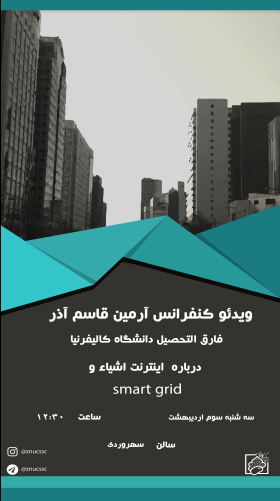 ویدئو کنفرانس آرمین قاسم آذر
فارق التحصیل دانشگاه کالیفرنیا
درباره اینترنت اشیاء و
smart grid
سه شنبه سوم اردیبهشت ساعت ۱۲:۳۰
سالن سهروردی
@znucssc
@znucssc